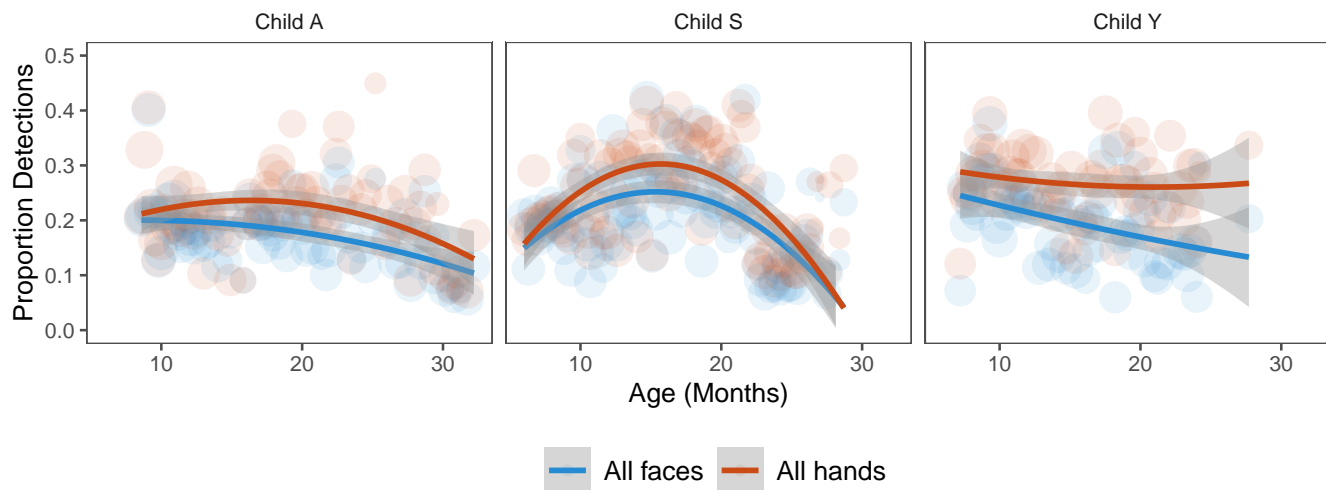 Child A
Child S
Child Y
Proportion Detections
0.5
0.4
0.3
0.2
0.1
0.0
10 20 30
10 20 30
10 20 30
Age (Months)
All faces All hands